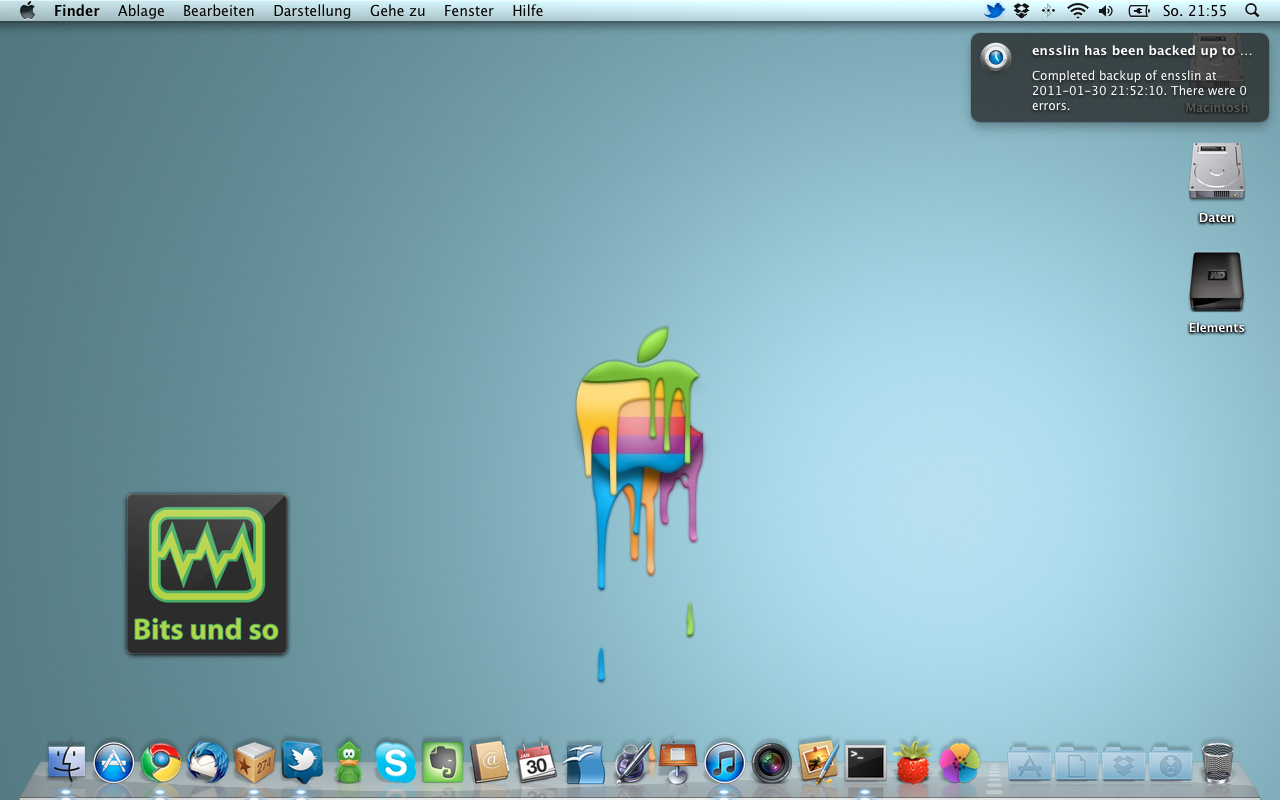 Finder Ablage Bearbeiten Darstellung Gehe zu Fenster Hilfe So. 21:55
ensslin has been backed up to ...
Completed backup of ensslin at
2011-01-30 21:52:10. There were 0
errors.
Macintosh
Daten
WD
Elements
Bits und so
274
@
JAN
30
>_